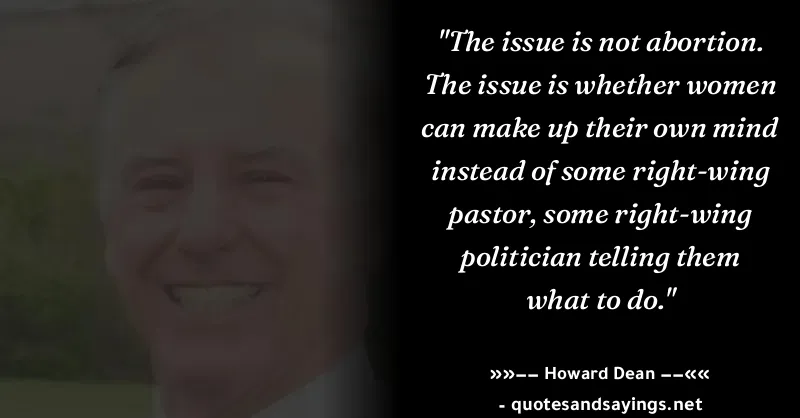 "The issue is not abortion.
The issue is whether women
can make up their own mind
instead of some right-wing
pastor, some right-wing
politician telling them
what to do."
»»—— Howard Dean ——««
- quotesandsayings.net